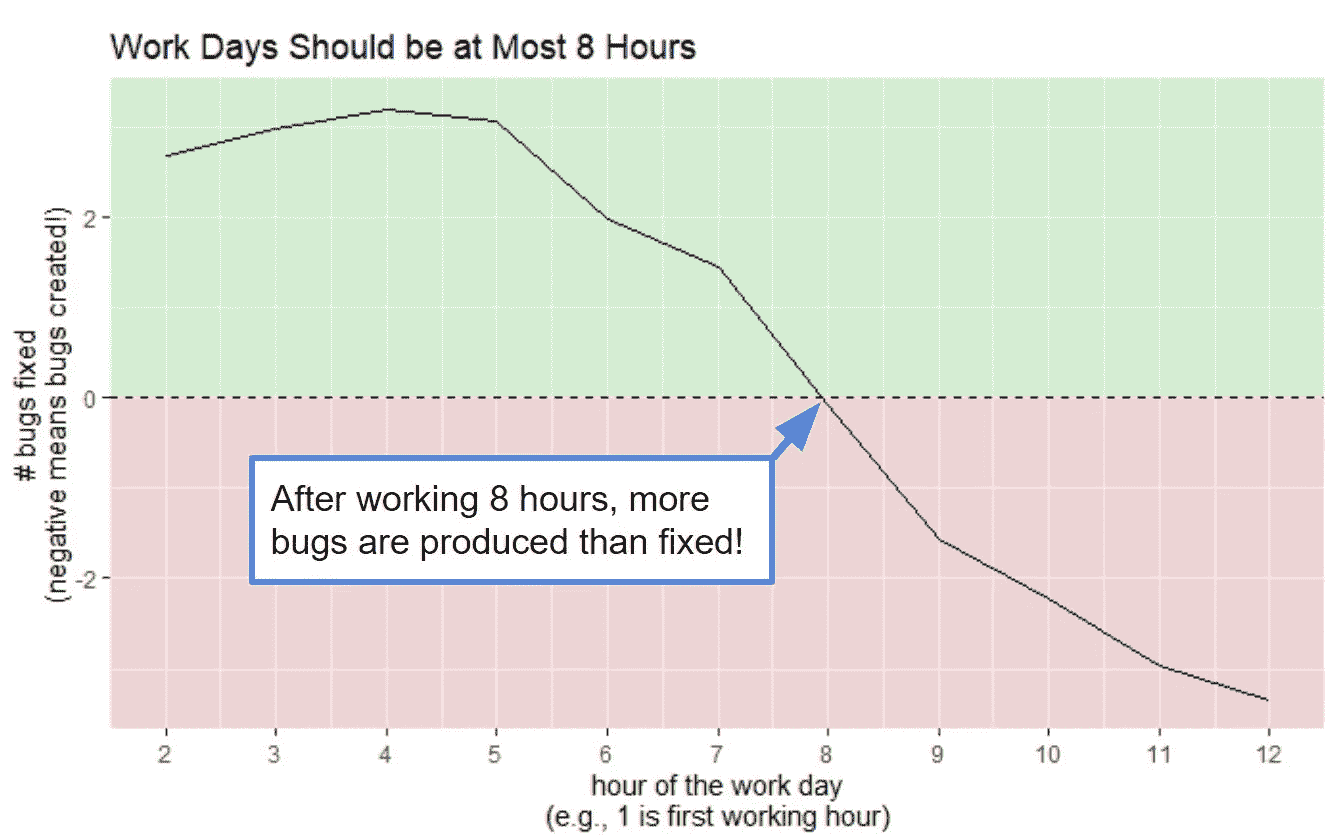 Work Days Should be at Most 8 Hours
# bugs fixed
(negative means bugs created!)
2
0
-2
After working 8 hours, more
bugs are produced than fixed!
2 3 4 5 6 7 8 9 10 11 12
hour of the work day
(e.g., 1 is first working hour)